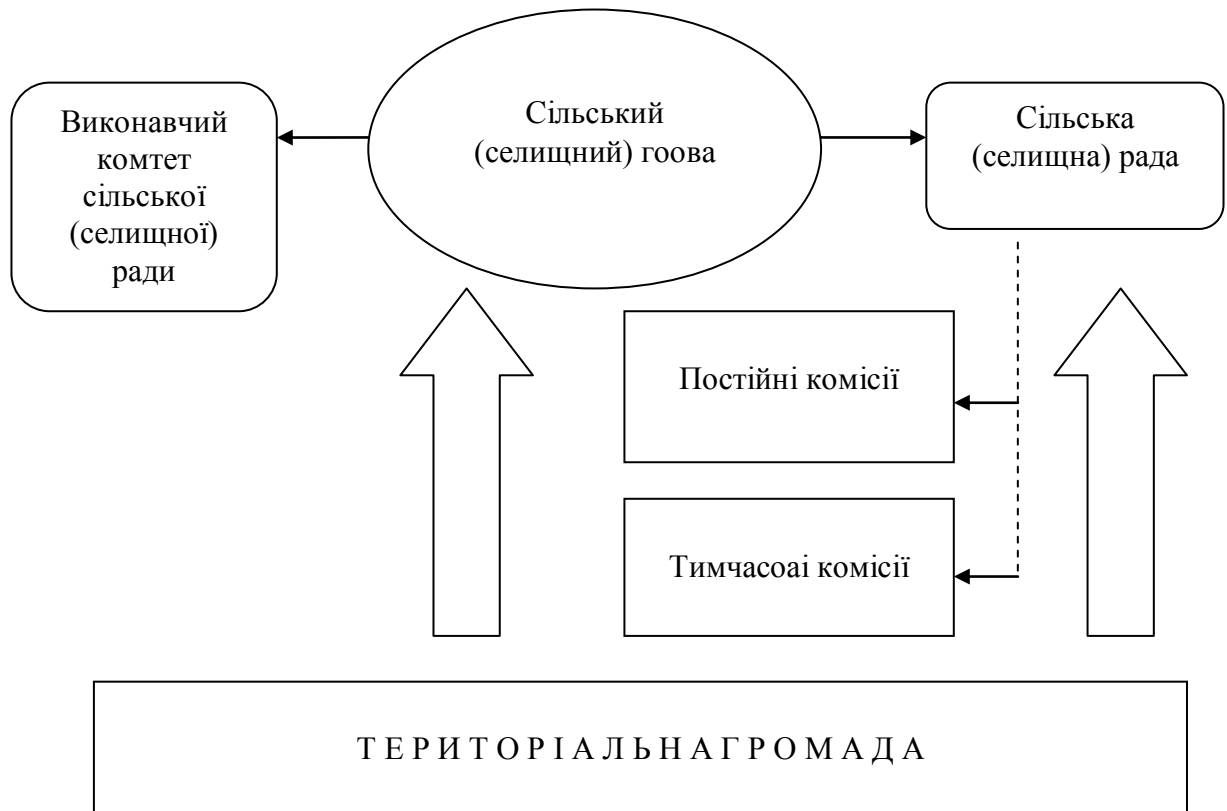 Виконавчий
комтет
сільської
(селищної)
ради
Сільський
(селищний) гоова
Сільська
(селищна) рада
Постійні комісії
Тимчасоаі комісії
Т Е Р И Т О Р І А Л Ь Н А Г Р О М А Д А